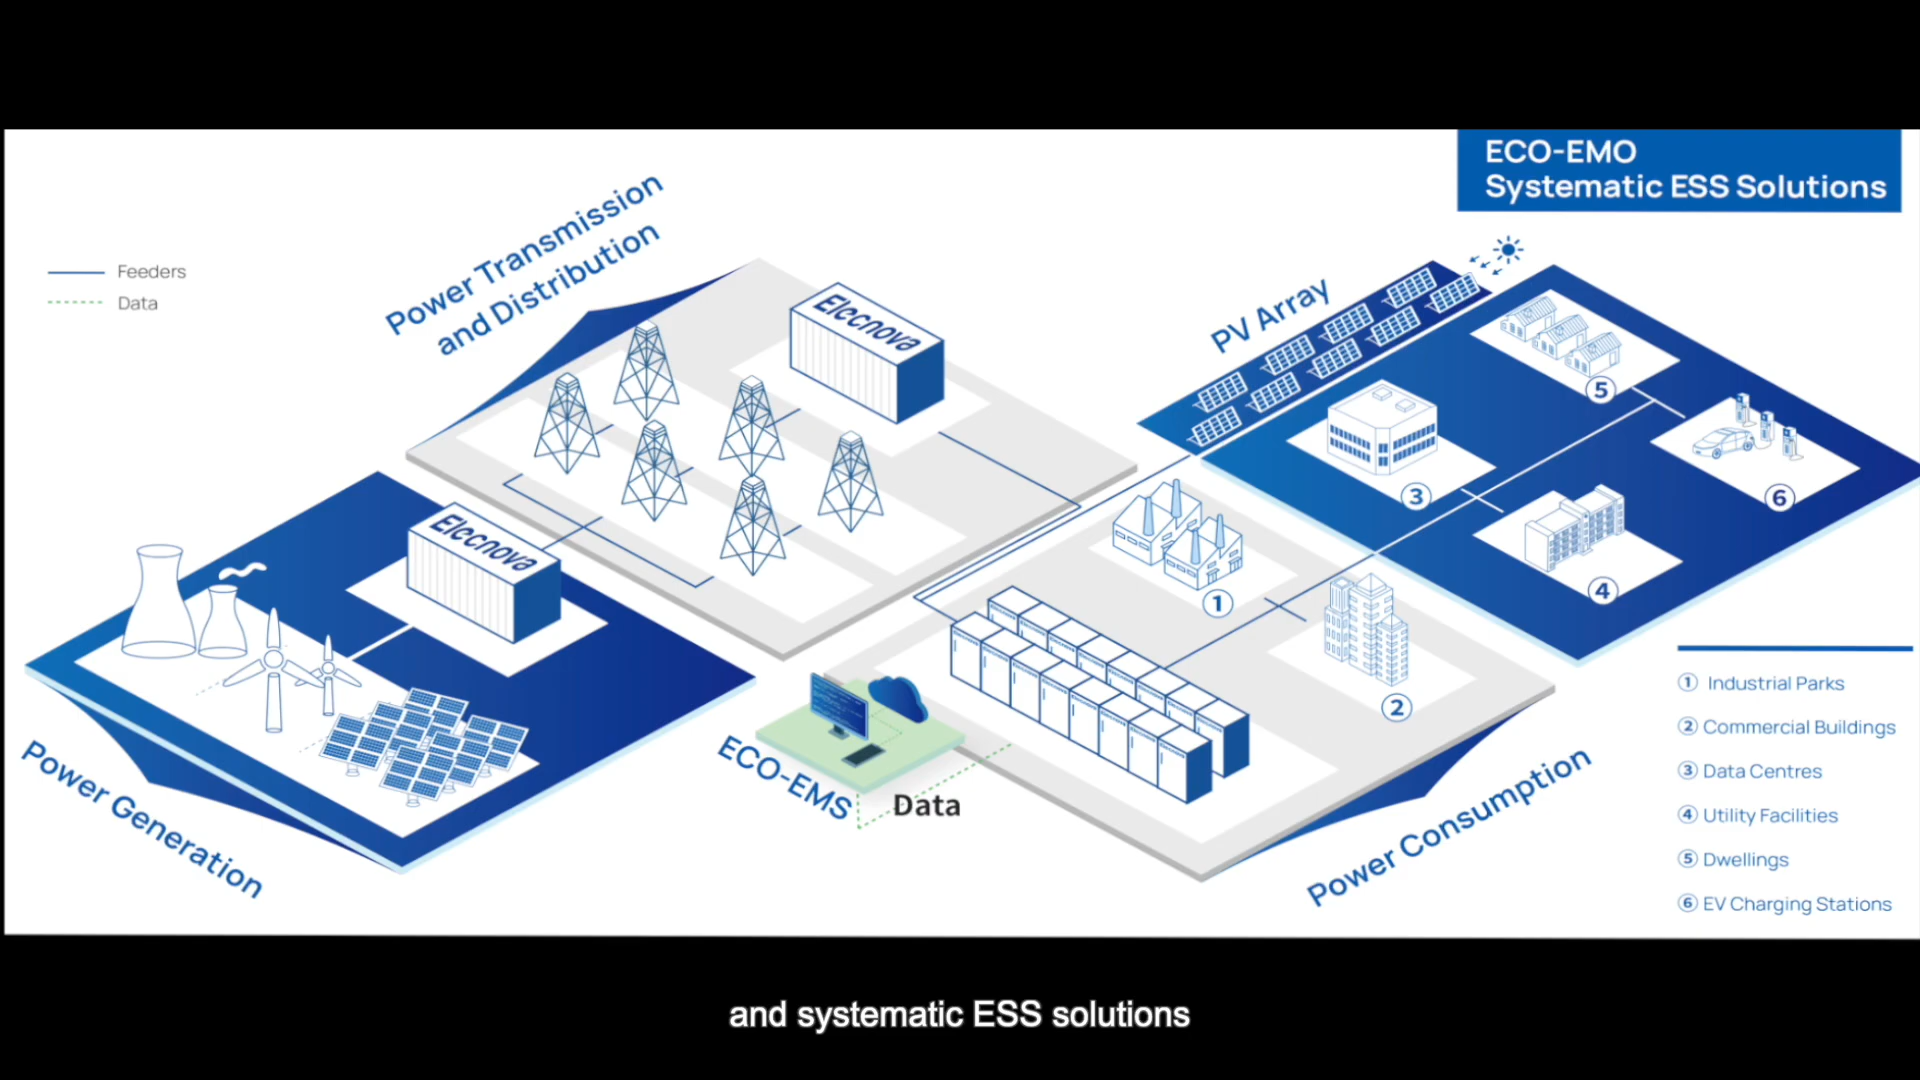 ECO-EMO
Systematic ESS Solutions
Feeders
Data
Power Transmission
and Distribution
Elecnova
PV Array
5
3
6
Elecnova
4
1
2
ECO-EMS
Data
Power Generation
Power Consumption
1 Industrial Parks
2 Commercial Buildings
3 Data Centres
4 Utility Facilities
5 Dwellings
6 EV Charging Stations
and systematic ESS solutions